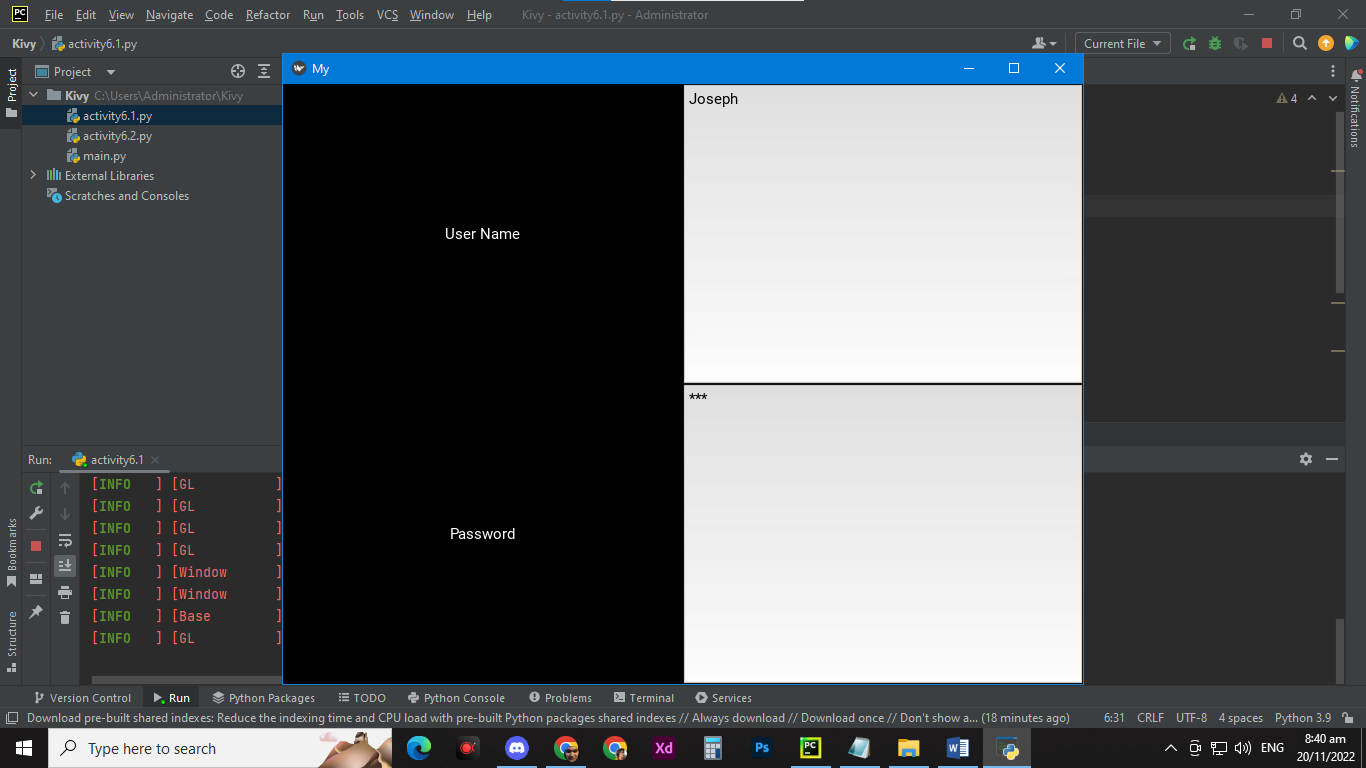 PC File Edit View Navigate Code Refactor Run Tools VCS Window Help Kivy - activity6.1.py - Administrator
Kivy activity6.1.py Current File
Project
My
4
Kivy C:\Users\Administrator\Kivy
activity6.1.py
activity6.2.py
main.py
External Libraries
Scratches and Consoles
Project
Notifications
Joseph
User Name
***
Password
Run: activity6.1
[INFO ] [GL ]
[INFO ] [GL ]
[INFO ] [GL ]
[INFO ] [GL ]
[INFO ] [Window ]
[INFO ] [Window ]
[INFO ] [Base ]
[INFO ] [GL ]
Bookmarks
Structure
Version Control Run Python Packages TODO Python Console Problems Terminal Services
Download pre-built shared indexes: Reduce the indexing time and CPU load with pre-built Python packages shared indexes // Always download // Download once // Don't show a... (18 minutes ago) 6:31 CRLF UTF-8 4 spaces Python 3.9
Type here to search Xd Ps PC W ENG 8:40 am
20/11/2022